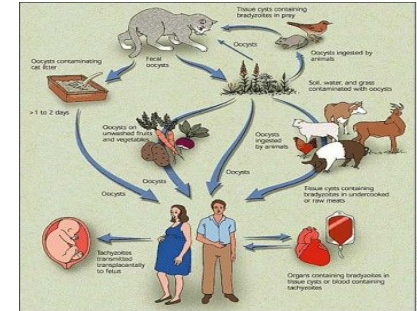 Tissue cysts containing
bradyzoites in prey
Oocysts
Oocysts contaminating
cat litter
Fecal
oocysts
Oocysts ingested by
animals
Soil, water, and grass
contaminated with oocysts
>1 to 2 days
Oocysts on
unwashed fruits
and vegetables
Oocysts
ingested
by animals
Oocysts
Oocysts
Oocysts
Tissue cysts containing
bradyzoites in undercooked
or raw meats
Tachyzoites
transmitted
transplacentally
to fetus
Organs containing bradyzoites in
tissue cysts or blood containing
tachyzoites